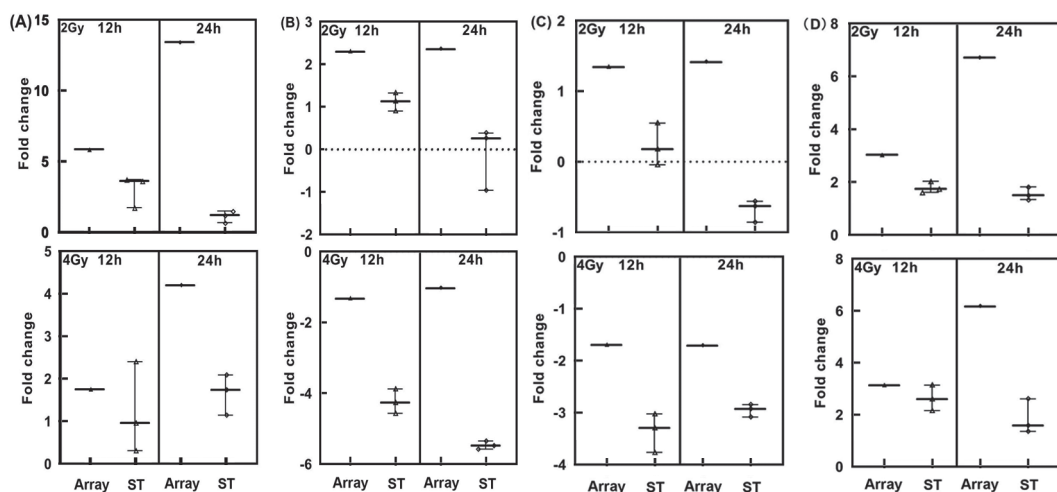 (A)
2Gy 12h
24h
Fold change
15
10
5
0
(B)
2Gy 12h
24h
Fold change
2
1
0
-1
-2
(C)
2Gy 12h
24h
Fold change
2
1
0
-1
(D)
2Gy 12h
24h
Fold change
8
6
4
2
0
4Gy 12h
24h
Fold change
5
4
3
2
1
0
Array ST Array ST
4Gy 12h
24h
Fold change
0
-2
-4
-6
Array ST Array ST
4Gy 12h
24h
Fold change
0
-1
-2
-3
-4
Array ST Array ST
4Gy 12h
24h
Fold change
8
6
4
2
0
Array ST Array ST